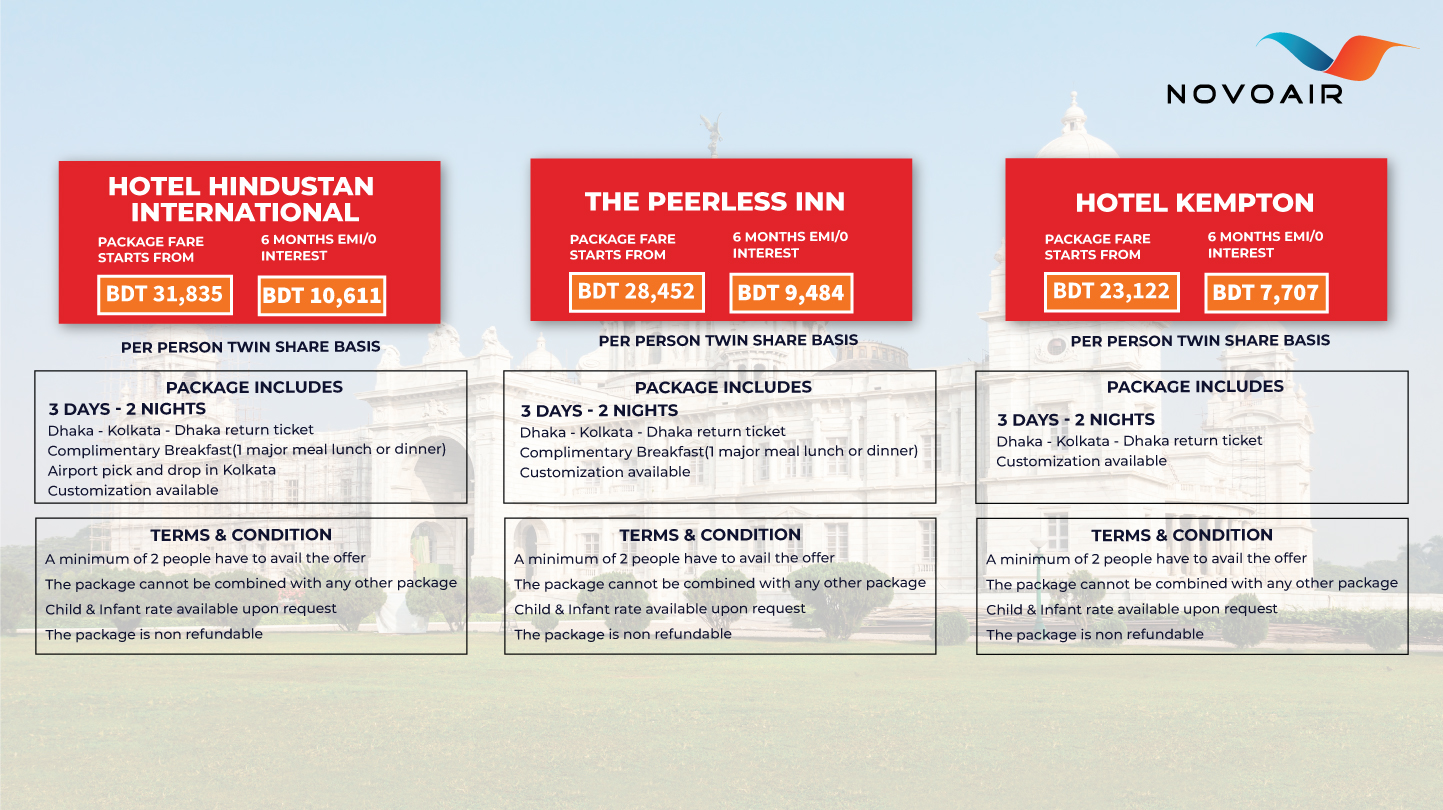 NOVOAIR
HOTEL HINDUSTAN
INTERNATIONAL
PACKAGE FARE
STARTS FROM
6 MONTHS EMI/0
INTEREST
BDT 31,835
BDT 10,611
PER PERSON TWIN SHARE BASIS
PACKAGE INCLUDES
3 DAYS - 2 NIGHTS
Dhaka - Kolkata - Dhaka return ticket
Complimentary Breakfast(1 major meal lunch or dinner)
Airport pick and drop in Kolkata
Customization available
TERMS & CONDITION
A minimum of 2 people have to avail the offer
The package cannot be combined with any other package
Child & Infant rate available upon request
The package is non refundable
THE PEERLESS INN
PACKAGE FARE
STARTS FROM
6 MONTHS EMI/0
INTEREST
BDT 28,452
BDT 9,484
PER PERSON TWIN SHARE BASIS
PACKAGE INCLUDES
3 DAYS - 2 NIGHTS
Dhaka - Kolkata - Dhaka return ticket
Complimentary Breakfast(1 major meal lunch or dinner)
Customization available
TERMS & CONDITION
A minimum of 2 people have to avail the offer
The package cannot be combined with any other package
Child & Infant rate available upon request
The package is non refundable
HOTEL KEMPTON
PACKAGE FARE
STARTS FROM
6 MONTHS EMI/0
INTEREST
BDT 23,122
BDT 7,707
PER PERSON TWIN SHARE BASIS
PACKAGE INCLUDES
3 DAYS - 2 NIGHTS
Dhaka - Kolkata - Dhaka return ticket
Customization available
TERMS & CONDITION
A minimum of 2 people have to avail the offer
The package cannot be combined with any other package
Child & Infant rate available upon request
The package is non refundable